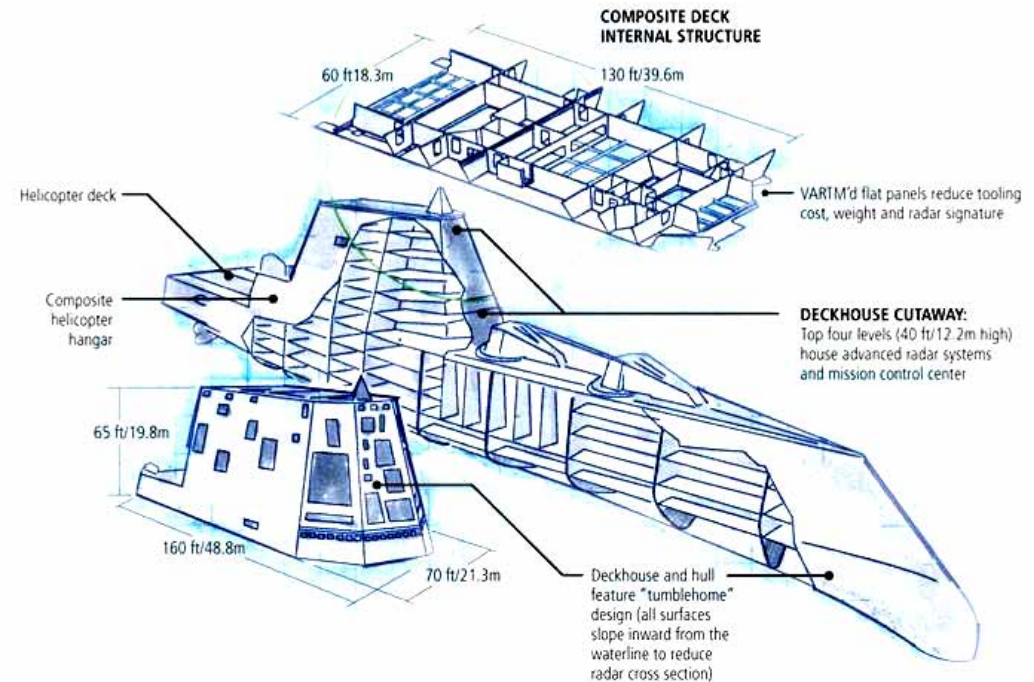 COMPOSITE DECK
INTERNAL STRUCTURE
60 ft18.3m
130 ft/39.6m
Helicopter deck
VARTM'd flat panels reduce tooling
cost, weight and radar signature
Composite
helicopter
hangar
DECKHOUSE CUTAWAY:
Top four levels (40 ft/12.2m high)
house advanced radar systems
and mission control center
65 ft/19.8m
160 ft/48.8m
70 ft/21.3m
Deckhouse and hull
feature "tumblehome"
design (all surfaces
slope inward from the
waterline to reduce
radar cross section)